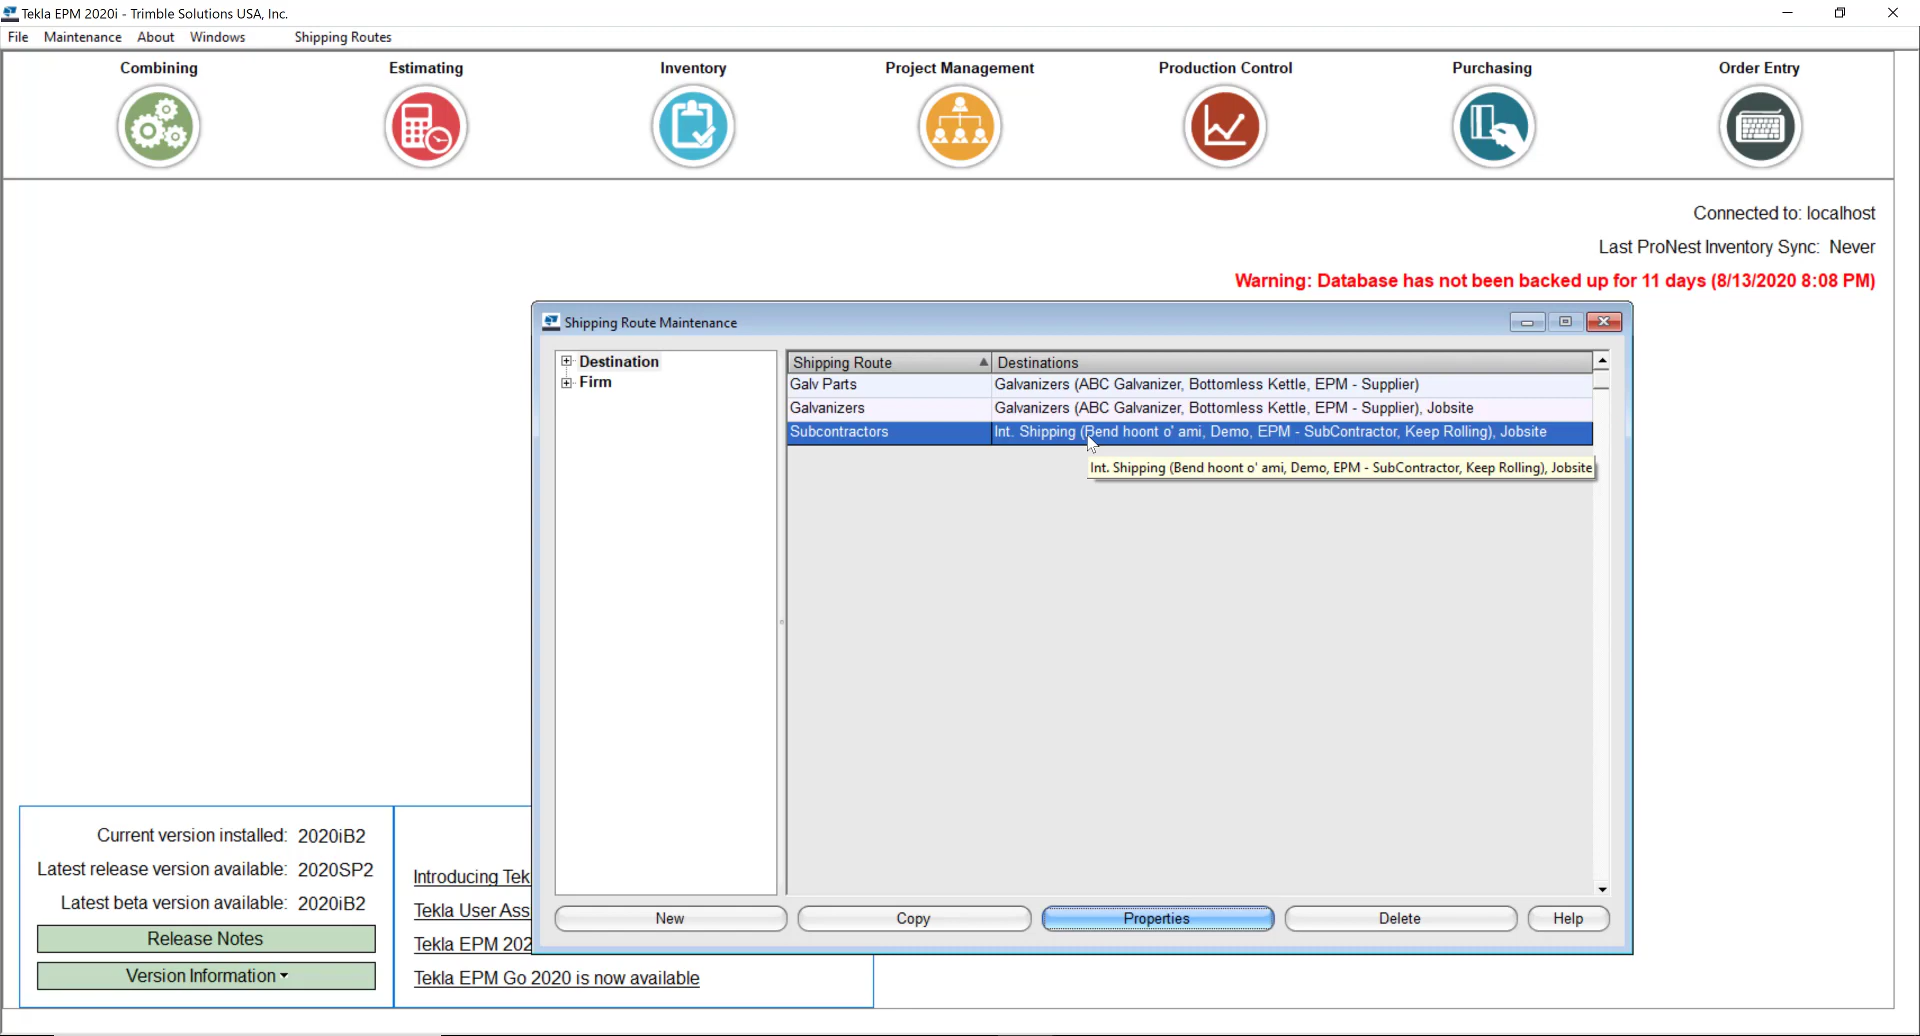 Tekla EPM 2020i - Trimble Solutions USA, Inc.
File Maintenance About Windows Shipping Routes
Combining Estimating Inventory Project Management Production Control Purchasing Order Entry
Connected to: localhost
Last ProNest Inventory Sync: Never
Warning: Database has not been backed up for 11 days (8/13/2020 8:08 PM)
Shipping Route Maintenance
Destination
Firm
Shipping Route Destinations
Galv Parts Galvanizers (ABC Galvanizer, Bottomless Kettle, EPM - Supplier)
Galvanizers Galvanizers (ABC Galvanizer, Bottomless Kettle, EPM - Supplier), Jobsite
Subcontractors Int. Shipping (Bend hoont o' ami, Demo, EPM - SubContractor, Keep Rolling), Jobsite
Int. Shipping (Bend hoont o' ami, Demo, EPM - SubContractor, Keep Rolling), Jobsite
New Copy Properties Delete Help
Current version installed: 2020iB2
Latest release version available: 2020SP2
Latest beta version available: 2020iB2
Release Notes
Version Information
Introducing Tek
Tekla User Ass
Tekla EPM 202
Tekla EPM Go 2020 is now available